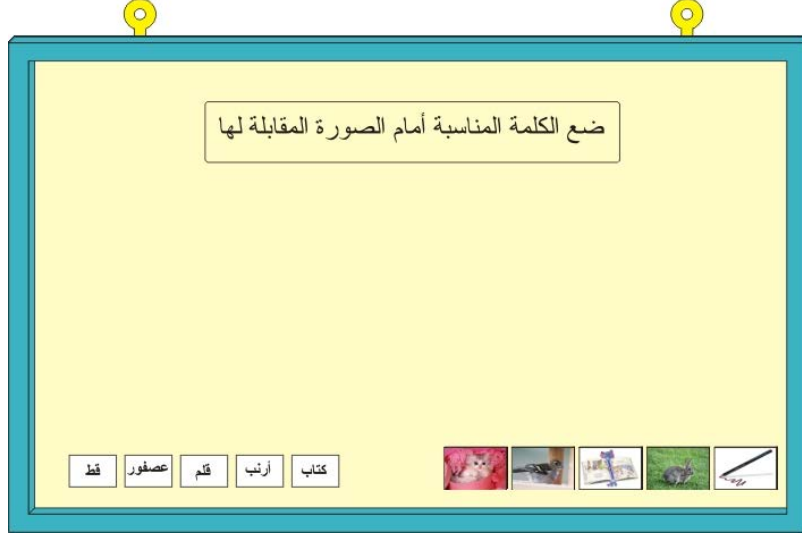 ضع الكلمة المناسبة أمام الصورة المقابلة لها
كتاب
أرنب
قلم
عصفور
قط